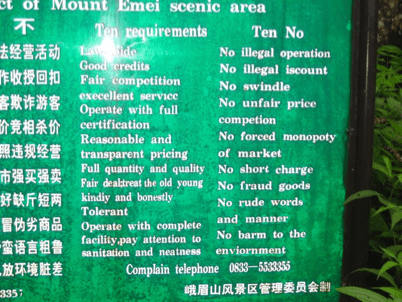 ct of Mount Emei scenic area
不
Ten requirements
Ten No
法经营活动
作收授回扣
客欺诈游客
价竞相杀价
照违规经营
市强买强卖
好缺斤短两
冒伪劣商品
蛮语言粗鲁
放环境脏差
Law side
Good credits
Fair competition
execellent service
Operate with full
certification
Reasonable and
transparent pricing
Full quantity and quality
Fair deal:treat the old young
kindiy and bonestly
Tolerant
Operate with complete
facility,pay attention to
sanitation and neatness
No illegal operation
No illegal iscount
No swindle
No unfair price
competion
No forced monopoty
of market
No short charge
No fraud goods
No rude words
and manner
No barm to the
enviornment
Complain telephone 0833-5533355
3357
峨眉山风景区管理委员会制